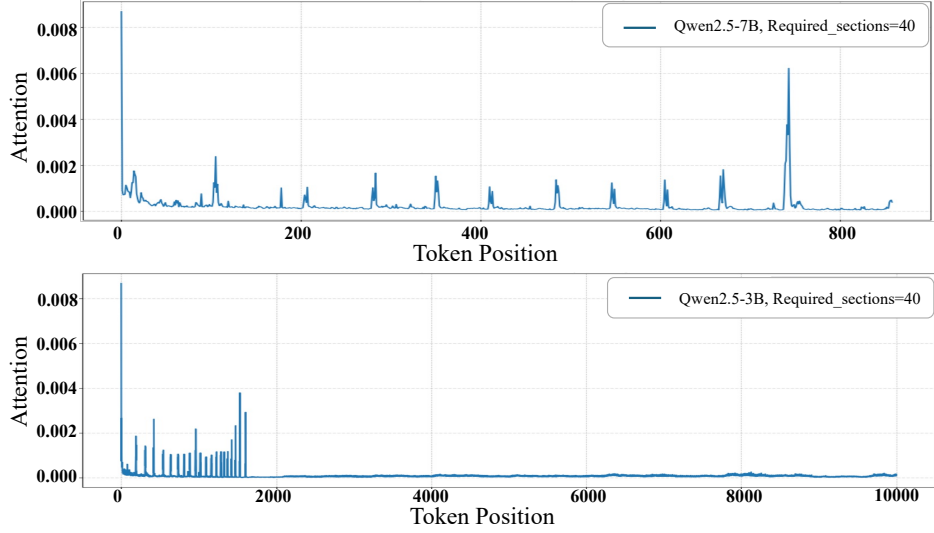 Qwen2.5-7B, Required_sections=40
0.008
0.006
0.004
0.002
0.000
Attention
0 200 400 600 800
Token Position
Qwen2.5-3B, Required_sections=40
0.008
0.006
0.004
0.002
0.000
Attention
0 2000 4000 6000 8000 10000
Token Position